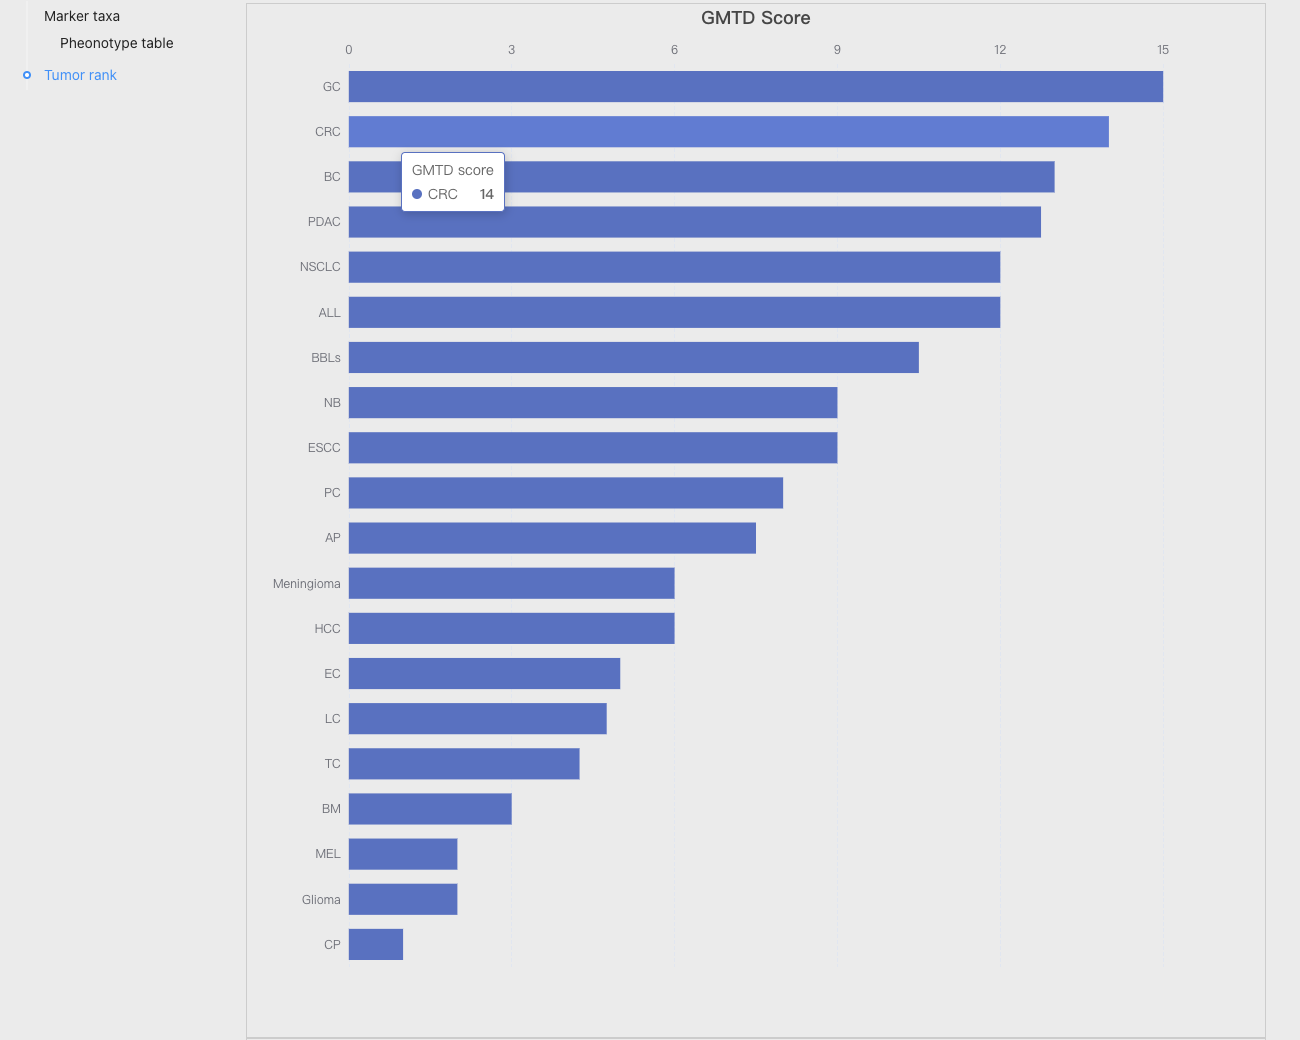 Marker taxa
Pheonotype table
Tumor rank
GMTD Score
0 3 6 9 12 15
GC
CRC
BC
GMTD score
CRC 14
PDAC
NSCLC
ALL
BBLs
NB
ESCC
PC
AP
Meningioma
HCC
EC
LC
TC
BM
MEL
Glioma
CP